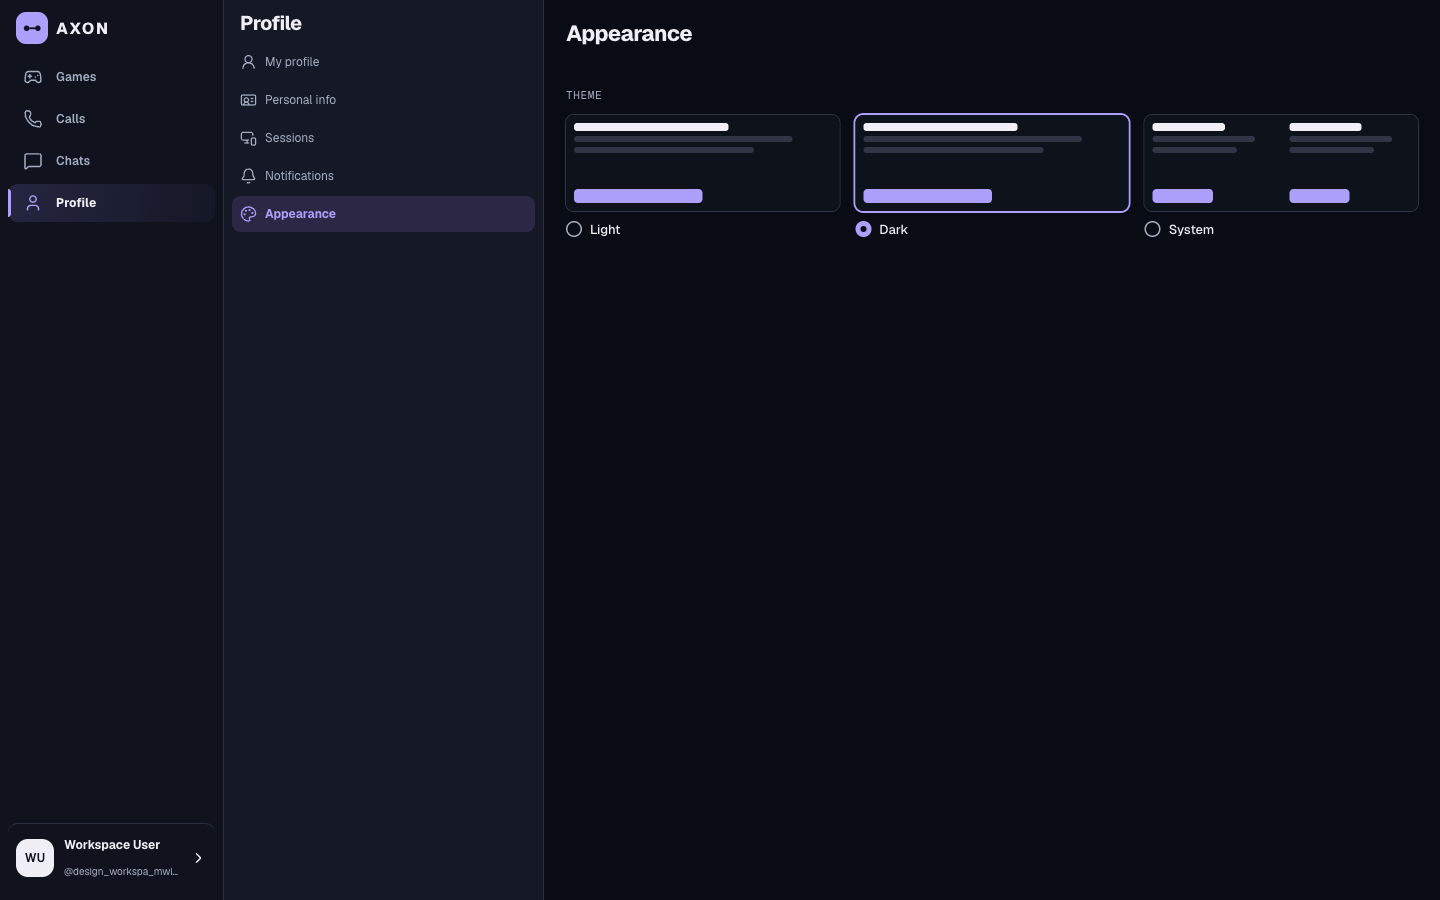 AXON
Games
Calls
Chats
Profile
Workspace User
WU
@design_workspa_mwi...
Profile
My profile
Personal info
Sessions
Notifications
Appearance
Appearance
THEME
Light
Dark
System